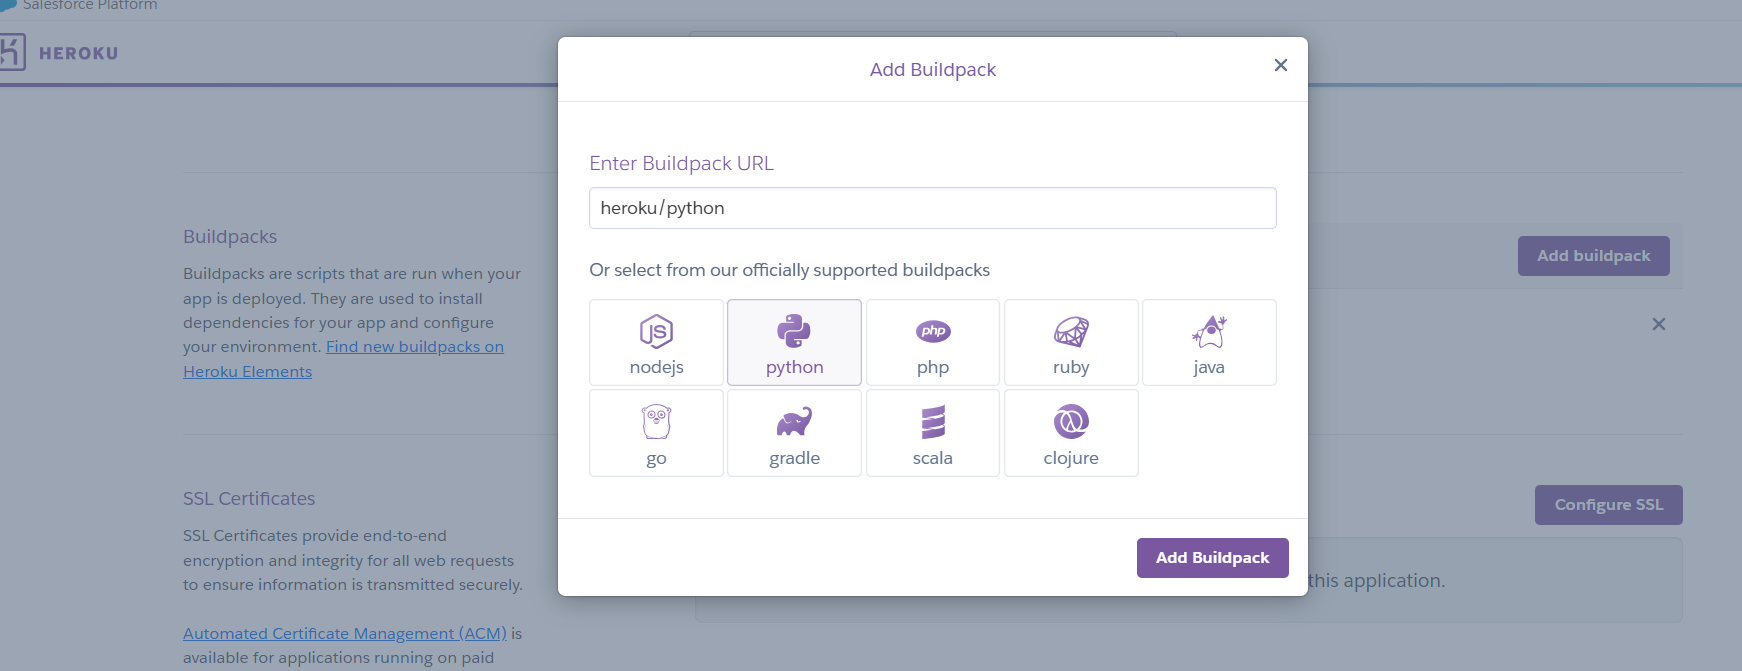 Salesforce Platform
HEROKU
Add Buildpack
Enter Buildpack URL
heroku/python
Or select from our officially supported buildpacks
JS
nodejs
python
php
php
ruby
java
go
gradle
scala
clojure
Add Buildpack
Buildpacks
Buildpacks are scripts that are run when your
app is deployed. They are used to install
dependencies for your app and configure
your environment. Find new buildpacks on
Heroku Elements
Add buildpack
SSL Certificates
SSL Certificates provide end-to-end
encryption and integrity for all web requests
to ensure information is transmitted securely.
Automated Certificate Management (ACM) is
available for applications running on paid
Configure SSL
this application.